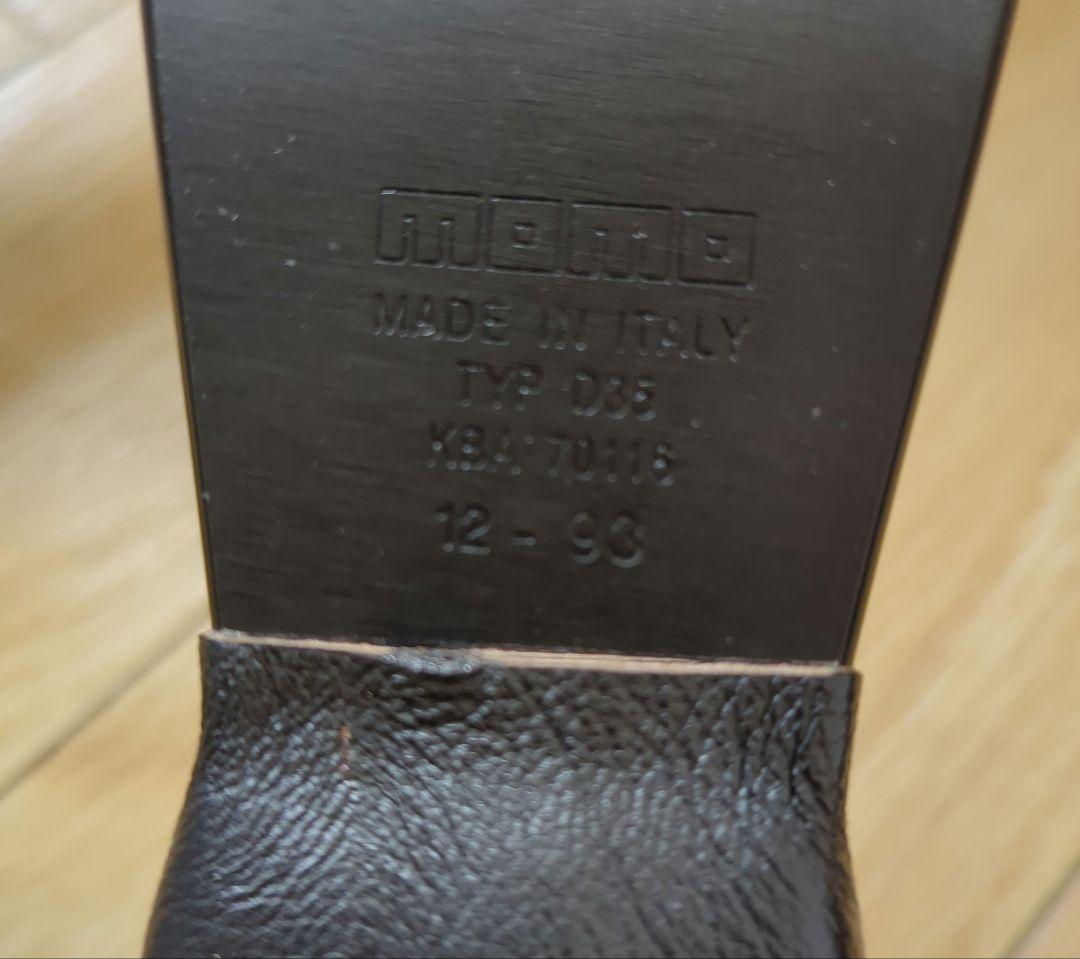 momo
MADE IN ITALY
TYP D35
KBA 70116
12 - 93